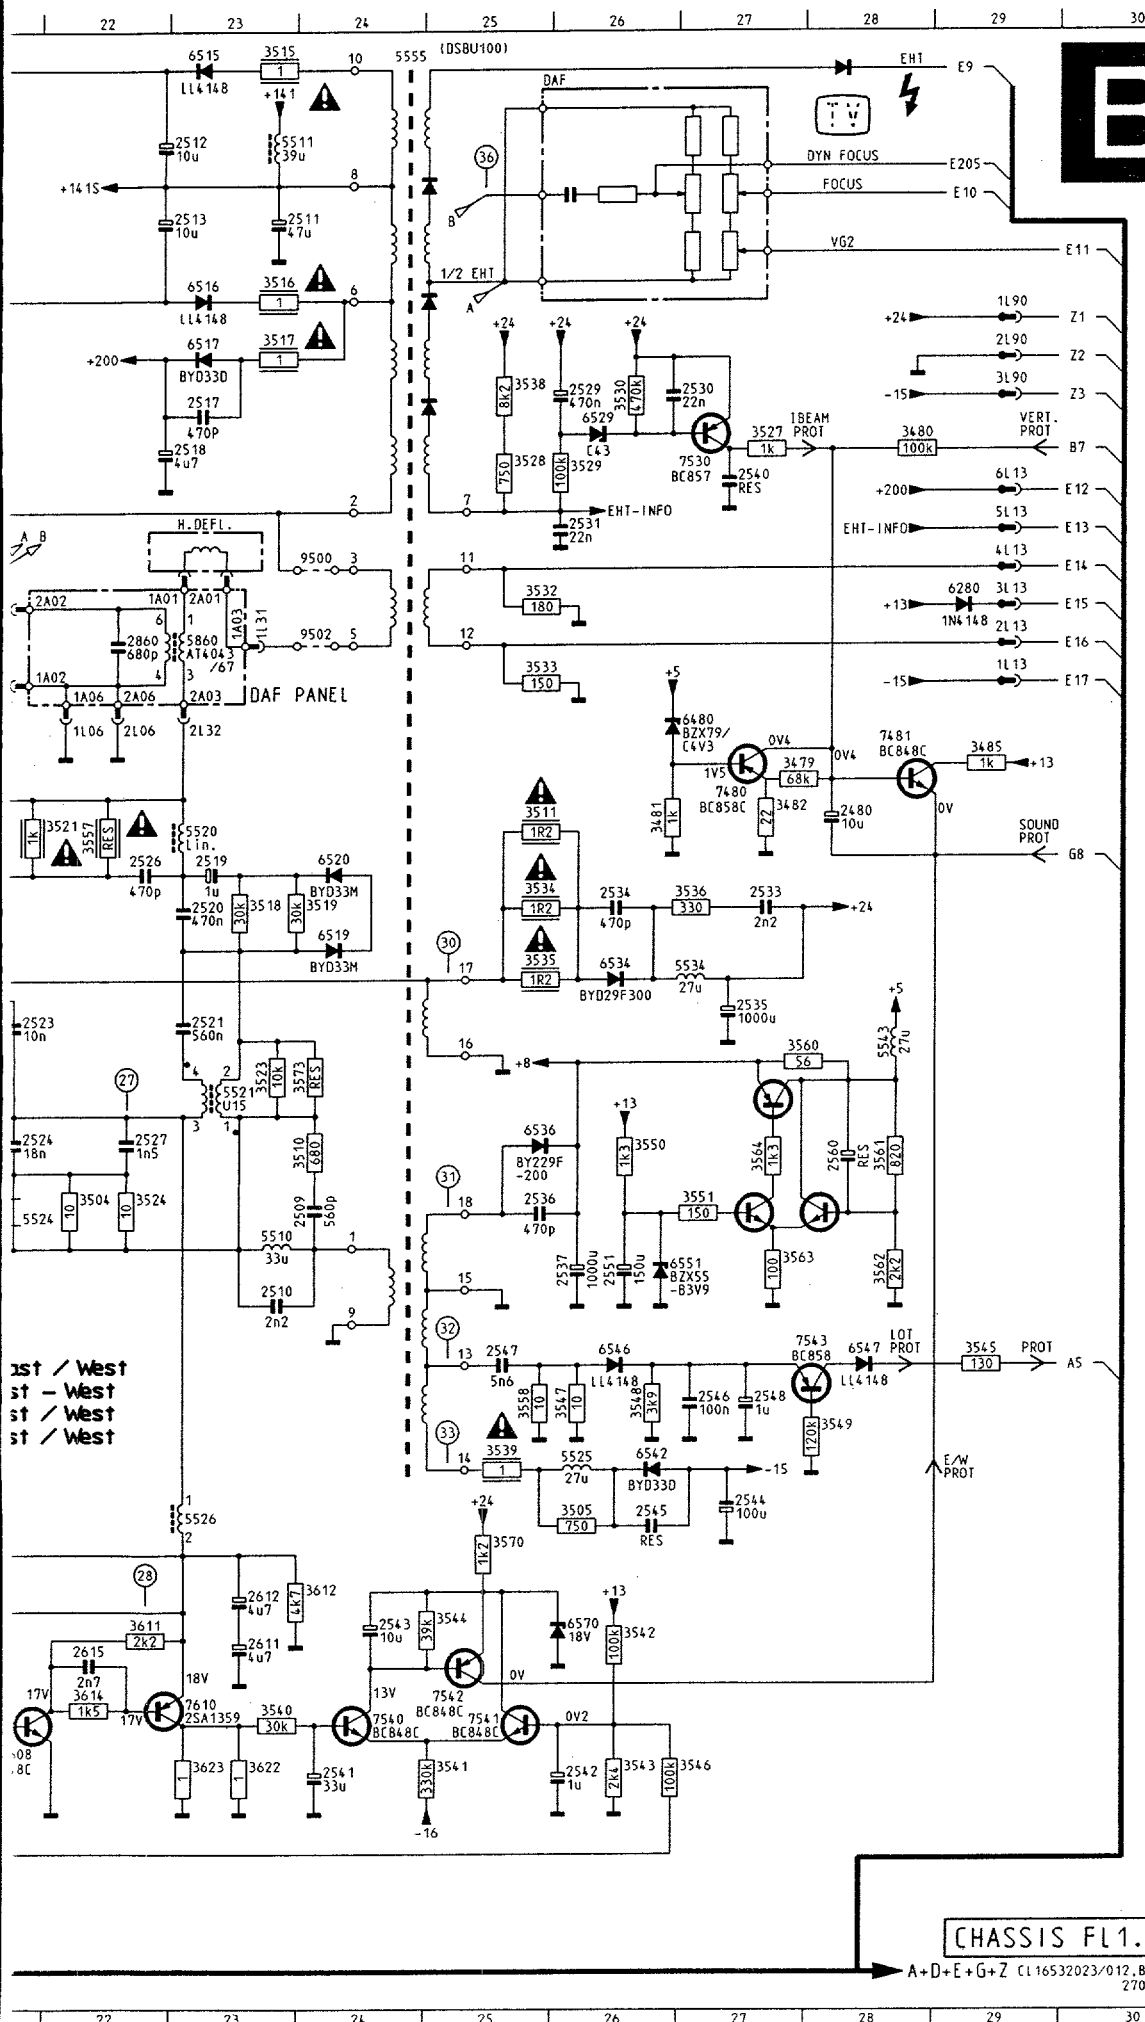 22 23 24 25 26 27 28 29 30
6515
LL4148
3515
1
+141
10
5555
(DSBU100)
DAF
EHT
E9
TV
E
2512
10u
5511
39u
36
DYN FOCUS
E205
FOCUS
E10
+141S
8
B
2513
10u
2511
47u
1/2 EHT
A
VG2
E11
6516
LL4148
3516
1
6
6517
BYD33D
3517
1
+200
2517
470P
2518
4u7
+24
+24
+24
3538
8k2
2529
470n
3530
470k
2530
22n
6529
C43
3528
750
3529
100k
7530
BC857
3527
1k
IBEAM
PROT
2540
RES
3480
100k
VERT.
PROT
B7
+24
1L90
Z1
2L90
Z2
-15
3L90
Z3
2
7
EHT-INFO
2531
22n
+200
6L13
E12
EHT-INFO
5L13
E13
4L13
E14
+13
6280
1N4148
3L13
E15
2L13
E16
-15
1L13
E17
A B
H.DEFL.
9500
3
11
3532
180
2A02
1A01
2A01
1A03
1L31
6
1
2860
680p
5860
AT4043
/67
9502
5
12
3533
150
4
3
1A02
1A06
2A06
2A03
DAF PANEL
1L06
2L06
2L32
+5
6480
BZX79/
C4V3
1V5
7480
BC858C
0V4
3479
68k
0V4
7481
BC848C
3485
1k
+13
0V
3481
1k
3482
22
2480
10u
SOUND
PROT
G8
3521
1k
3557
RES
5520
Lin.
2526
470p
2519
1u
6520
BYD33M
2520
470n
3518
30k
3519
30k
6519
BYD33M
3511
1R2
3534
1R2
3535
1R2
2534
470p
3536
330
2533
2n2
+24
30
17
6534
BYD29F300
5534
27u
2535
1000u
16
2523
10n
2521
560n
4
2
5521
U15
3
1
3523
10k
3573
RES
27
2524
18n
2527
1n5
3510
680
2509
560p
3504
10
3524
10
5524
5510
33u
2510
2n2
1
9
+8
3560
56
+5
5543
27u
+13
3550
1k3
6536
BY229F
-200
2536
470p
31
18
3551
150
3564
1k3
2560
RES
3561
820
2537
1000u
2551
150u
6551
BZX55
-B3V9
3563
100
3562
2k2
15
ast / West
st - West
st / West
st / West
32
13
2547
5n6
3558
10
3547
10
6546
LL4148
3548
3k9
2546
100n
2548
1u
7543
BC858
3549
120k
6547
LL4148
LOT
PROT
3545
130
PROT
A5
33
14
3539
1
5525
27u
6542
BYD33D
-15
3505
750
2545
RES
2544
100u
E/W
PROT
1
5526
2
28
2612
4u7
3612
4k7
2611
4u7
3611
2k2
2615
2n7
3614
1k5
17V
17V
18V
7610
2SA1359
3540
30k
3623
1
3622
1
2541
33u
+24
3570
1k2
2543
10u
3544
39k
6570
18V
+13
3542
100k
7542
BC848C
0V
13V
7540
BC848C
7541
BC848C
0V2
3541
330k
-16
2542
1u
3543
2k4
3546
100k
08
8C
CHASSIS FL1.
A+D+E+G+Z CL16532023/012.8
270
22 23 24 25 26 27 28 29 30